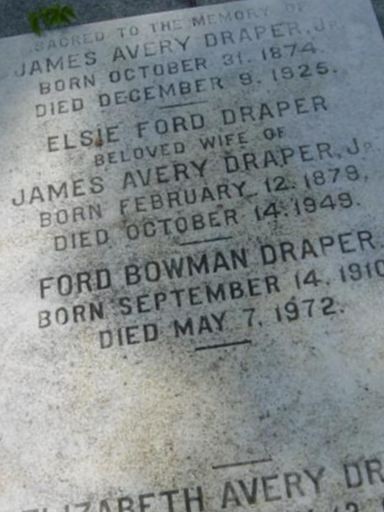 SACRED TO THE MEMORY OF
JAMES AVERY DRAPER, Jr.
BORN OCTOBER 31. 1874.
DIED DECEMBER 9. 1925.
ELSIE FORD DRAPER
BELOVED WIFE OF
JAMES AVERY DRAPER, Jr.
BORN FEBRUARY 12. 1879.
DIED OCTOBER 14. 1949.
FORD BOWMAN DRAPER
BORN SEPTEMBER 14. 1910
DIED MAY 7. 1972.
ELIZABETH AVERY DR